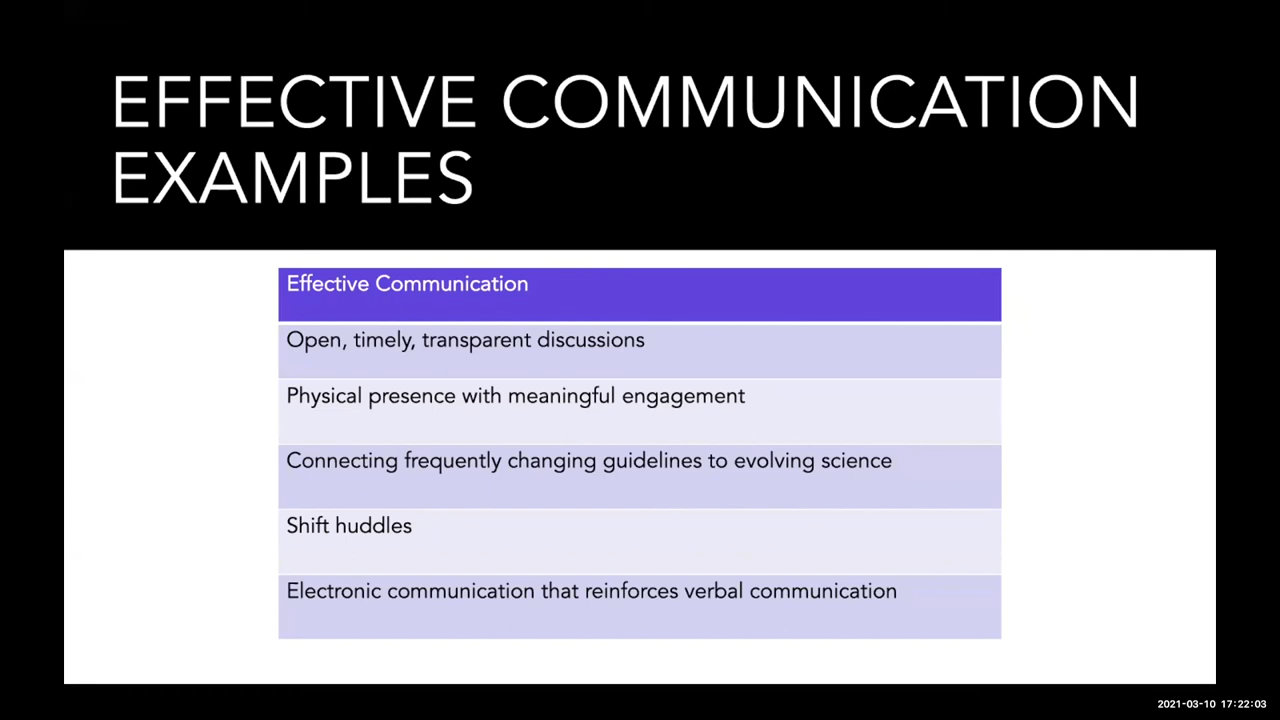 EFFECTIVE COMMUNICATION
EXAMPLES
Effective Communication
Open, timely, transparent discussions
Physical presence with meaningful engagement
Connecting frequently changing guidelines to evolving science
Shift huddles
Electronic communication that reinforces verbal communication
2021-03-10 17:22:03